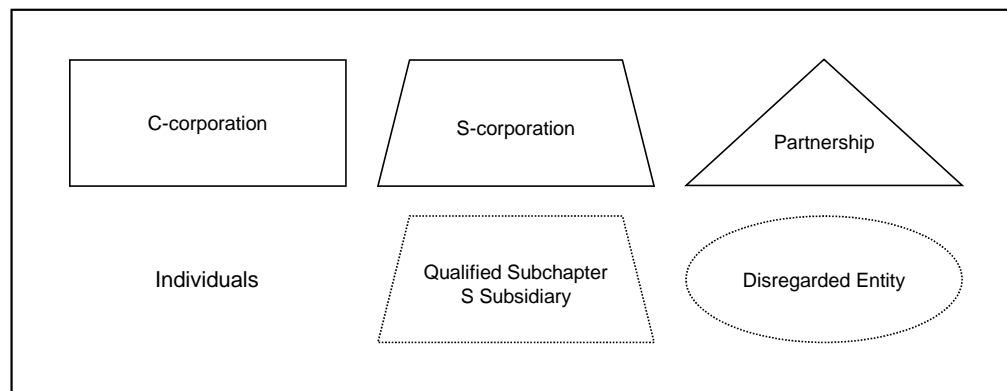 C-corporation
S-corporation
Partnership
Individuals
Qualified Subchapter
S Subsidiary
Disregarded Entity